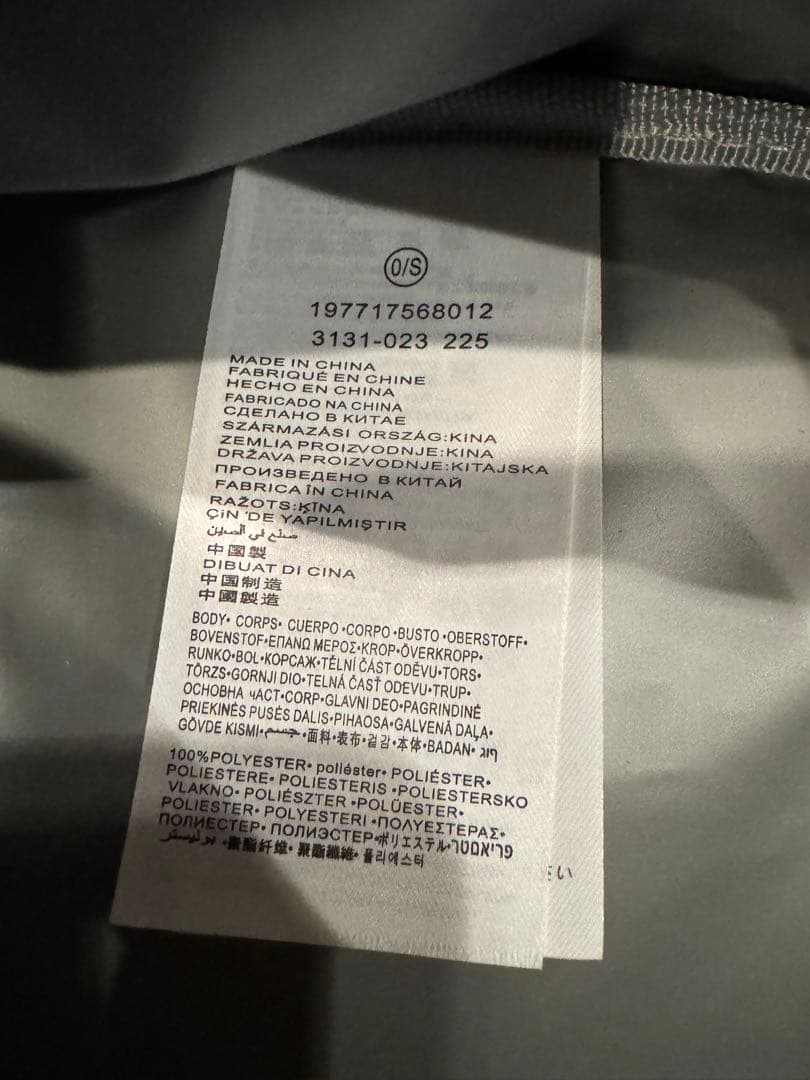 O/S
197717568012
3131-023 225
MADE IN CHINA
FABRIQUÉ EN CHINE
HECHO EN CHINA
FABRICADO NA CHINA
СДЕЛАНО В КИТАЕ
SZÁRMAZÁSI ORSZÁG:KINA
ZEMLJA PROIZVODNJE:KINA
DRŽAVA PROIZVODNJE:KITAJSKA
ПРОИЗВЕДЕНО В КИТАЙ
FABRICA ÎN CHINA
RAŽOTS:ĶĪNA
ÇİN 'DE YAPILMIŞTIR
صنع في الصين
中国製
DIBUAT DI CINA
中国制造
中國製造
BODY• CORPS• CUERPO •CORPO •BUSTO •OBERSTOFF•
BOVENSTOF•ΕΠΑΝΩ ΜΕΡΟΣ•KROP•ÖVERKROPP•
RUNKO•BOL•КОРСАЖ•TĚLNÍ ČÁST ODĚVU•TORS•
TÖRZS•GORNJI DIO•TELNÁ ČASŤ ODEVU•TRUP•
ОСНОВНА ЧАСТ•CORP•GLAVNI DEO•PAGRINDINĖ
PRIEKINĖS PUSĖS DALIS•PIHAOSA•GALVENĀ DAĻA•
GÖVDE KISMI•جسم•面料•表布•겉감•本体•BADAN• גוף
100%POLYESTER• poliéster• POLIÉSTER•
POLIESTERE• POLIESTERIS •POLIESTERSKO
VLAKNO• POLIÉSZTER •POLÜESTER•
POLIESTER• POLYESTERI •ΠΟΛΥΕΣΤΕΡΑΣ•
ПОЛИЕСТЕР• ПОЛИЭСТЕР•ポリエステル•פריאסטר
بوليستر •聚酯纤维• 聚酯纖維• 폴리에스터
さい